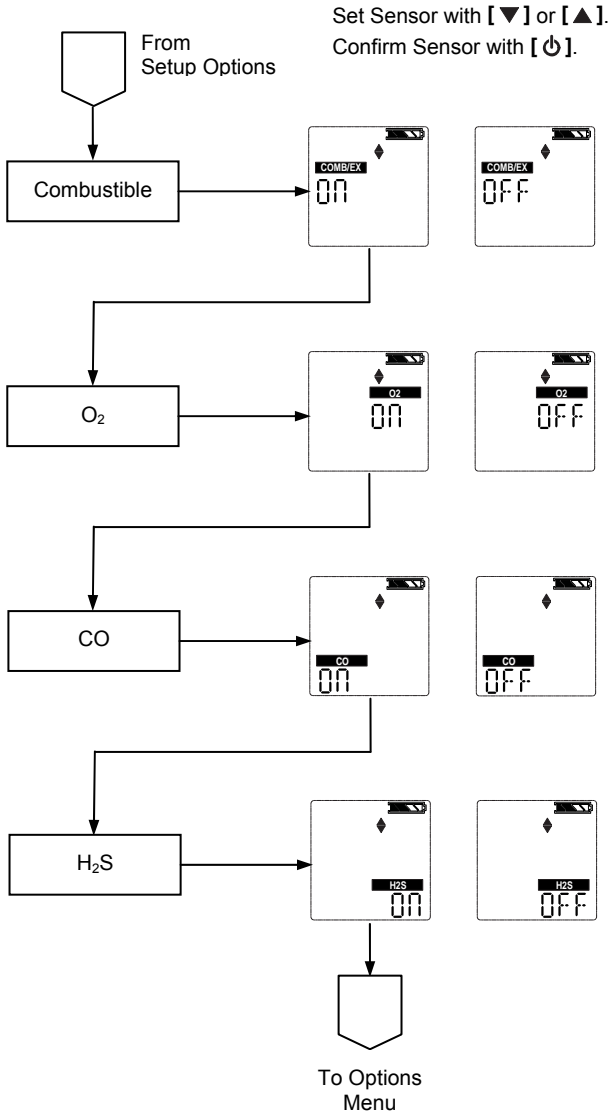 Set Sensor with [▼] or [▲].
Confirm Sensor with [⏻].
From
Setup Options
Combustible
COMB/EX
ON
COMB/EX
OFF
O₂
O2
ON
O2
OFF
CO
CO
ON
CO
OFF
H₂S
H2S
ON
H2S
OFF
To Options
Menu